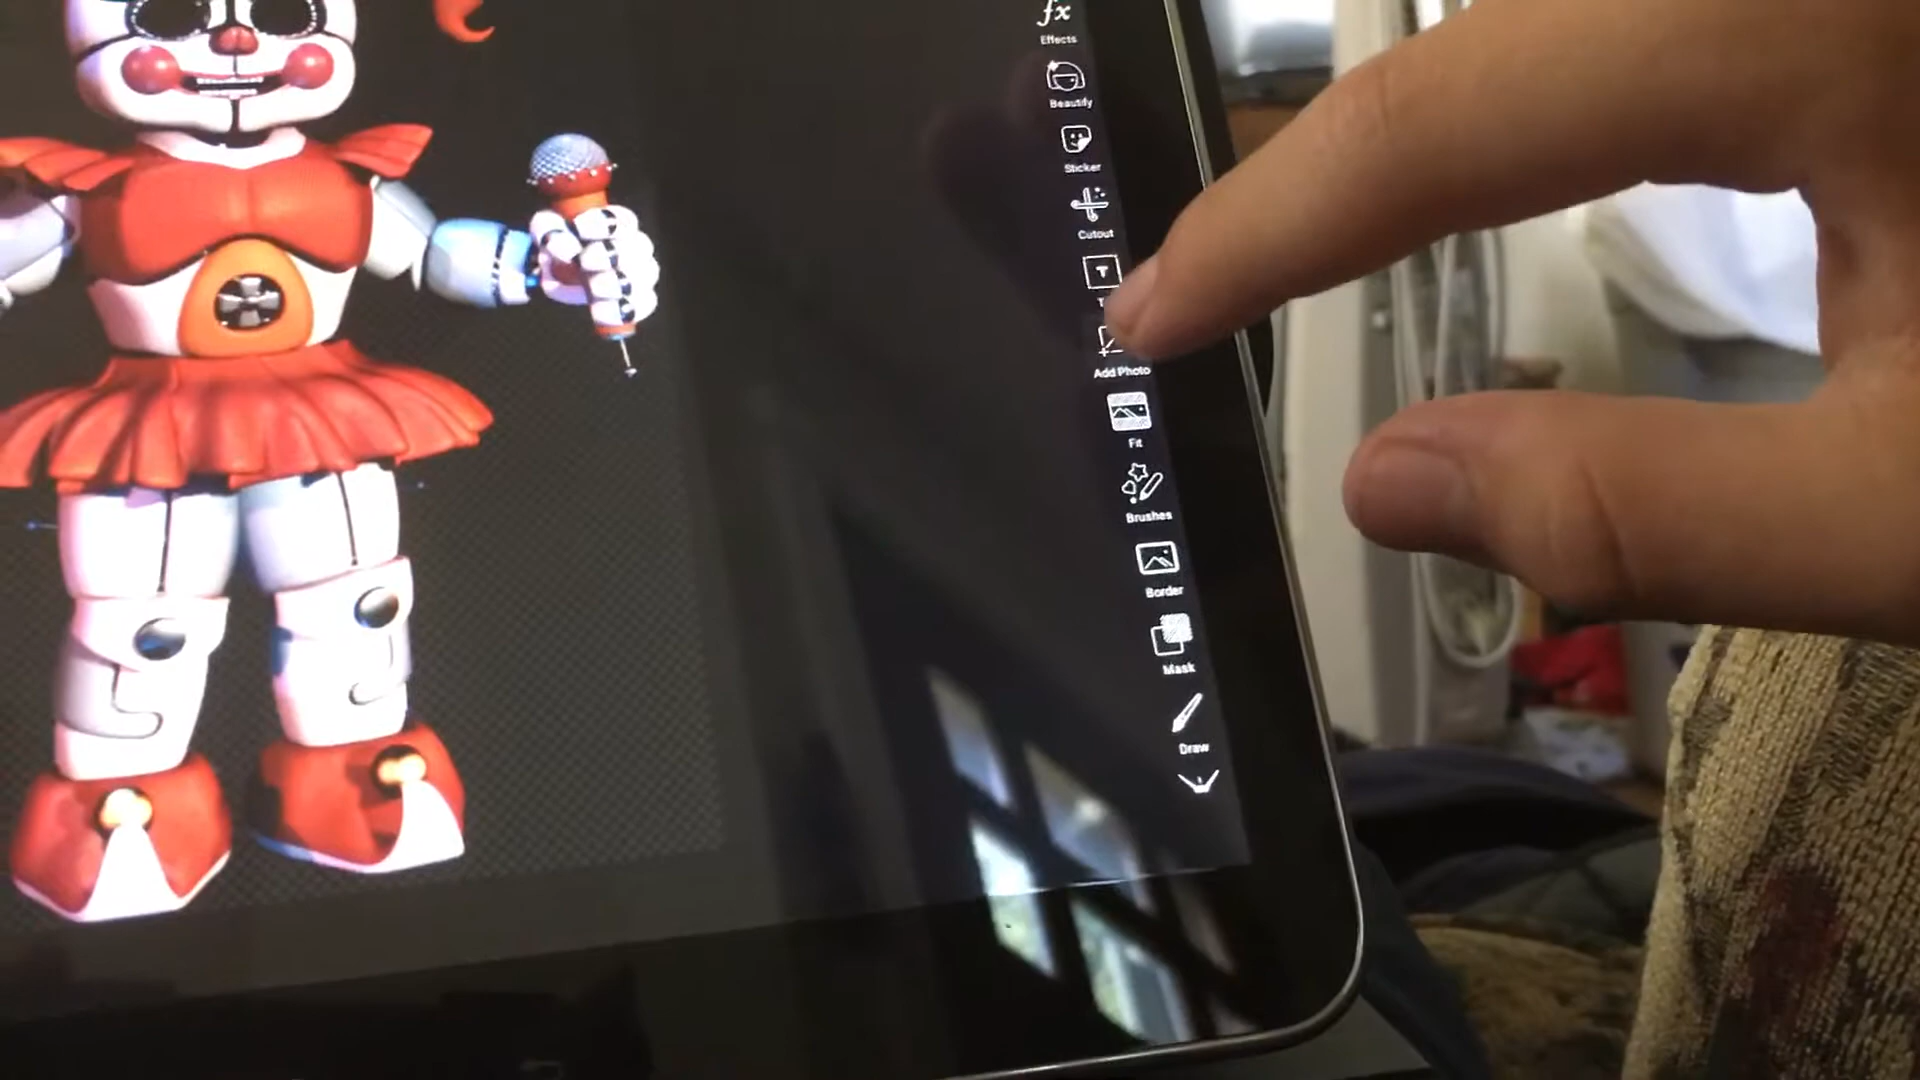 fx
Effects
Beautify
Sticker
Cutout
T
Add Photo
Fit
Brushes
Border
Mask
Draw